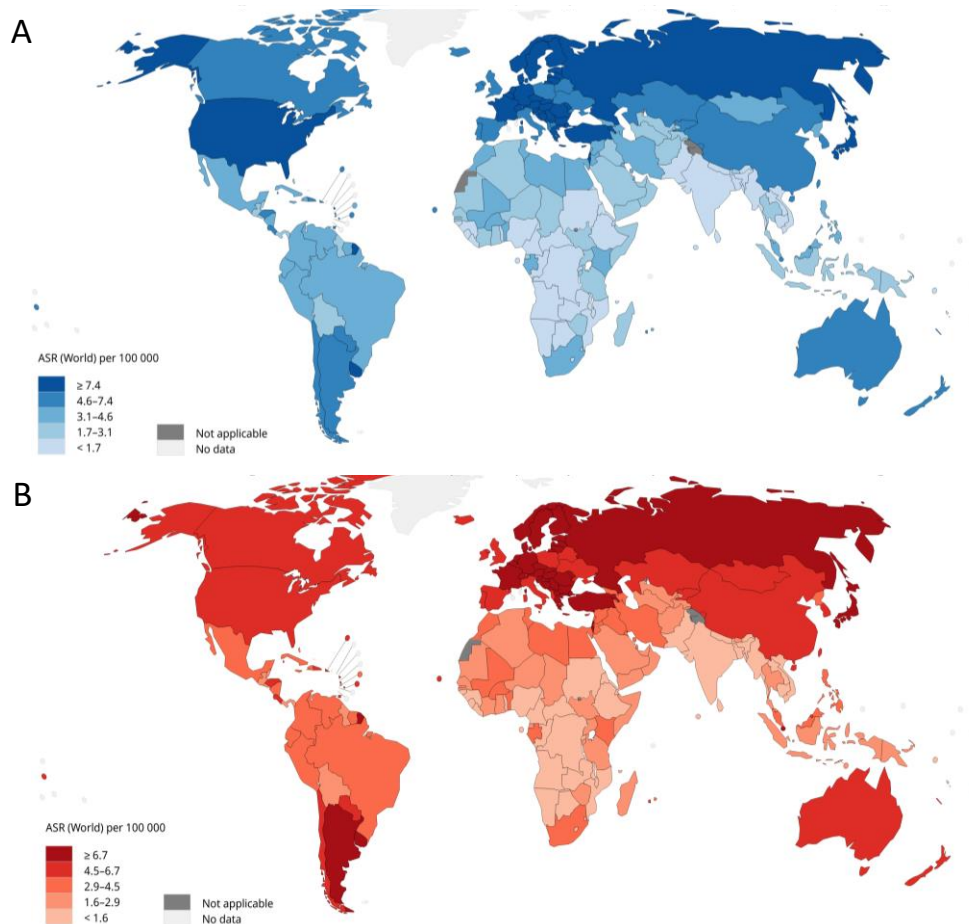 A
ASR (World) per 100 000
≥ 7.4
4.6–7.4
3.1–4.6
1.7–3.1
< 1.7
Not applicable
No data
B
ASR (World) per 100 000
≥ 6.7
4.5–6.7
2.9–4.5
1.6–2.9
< 1.6
Not applicable
No data